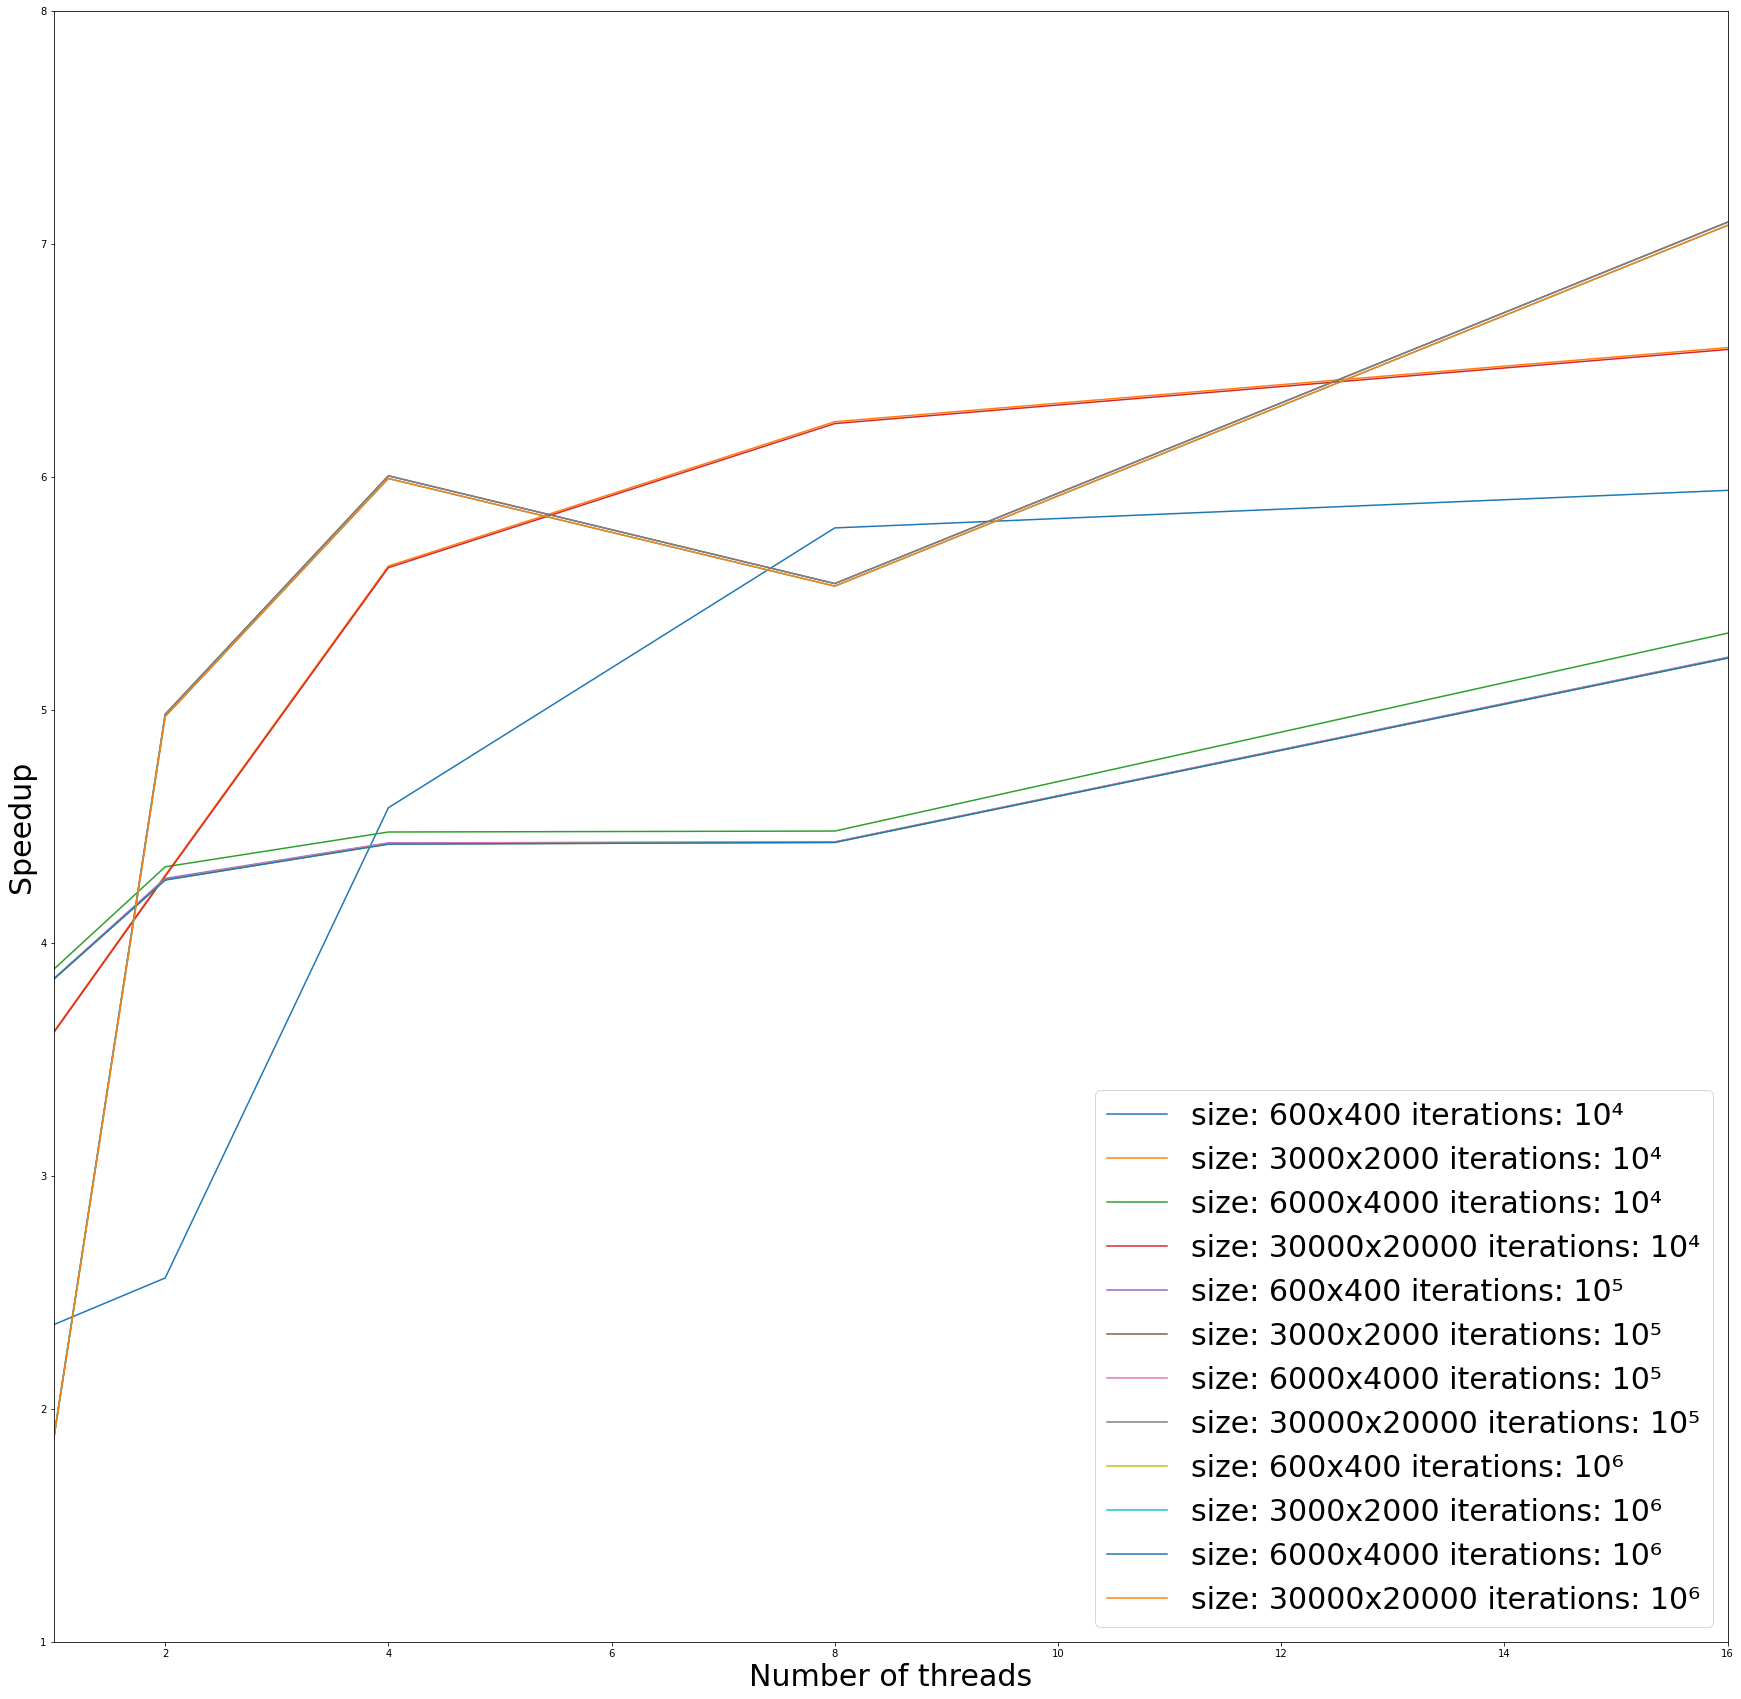 8
7
6
5
4
3
2
1
Speedup
size: 600x400 iterations: 10⁴
size: 3000x2000 iterations: 10⁴
size: 6000x4000 iterations: 10⁴
size: 30000x20000 iterations: 10⁴
size: 600x400 iterations: 10⁵
size: 3000x2000 iterations: 10⁵
size: 6000x4000 iterations: 10⁵
size: 30000x20000 iterations: 10⁵
size: 600x400 iterations: 10⁶
size: 3000x2000 iterations: 10⁶
size: 6000x4000 iterations: 10⁶
size: 30000x20000 iterations: 10⁶
2 4 6 8 10 12 14 16
Number of threads